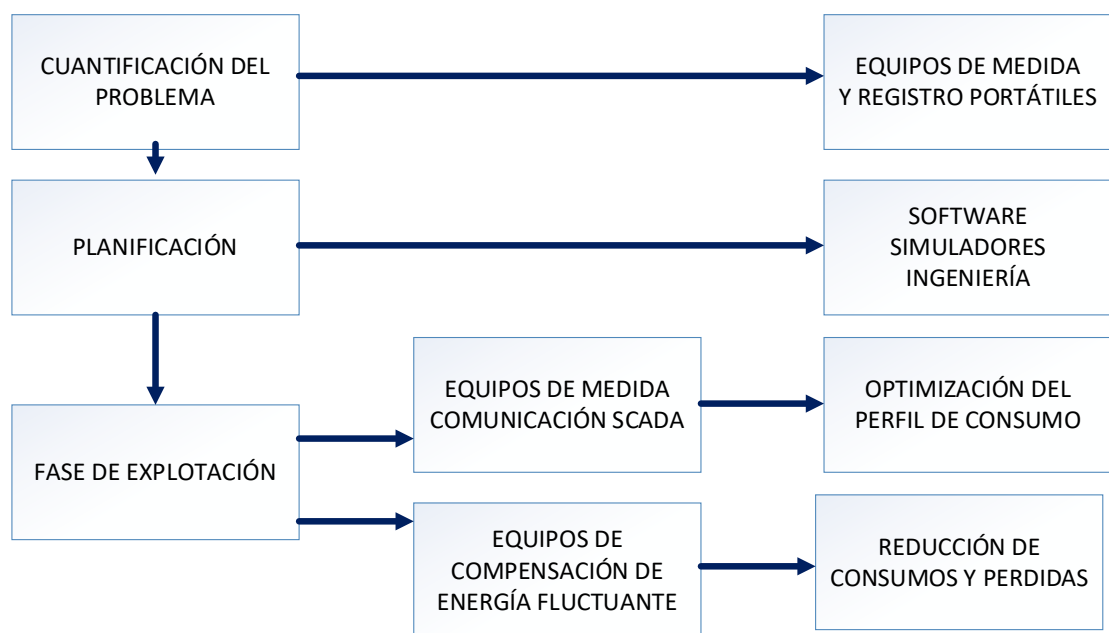 CUANTIFICACIÓN DEL
PROBLEMA
EQUIPOS DE MEDIDA
Y REGISTRO PORTÁTILES
PLANIFICACIÓN
SOFTWARE
SIMULADORES
INGENIERÍA
FASE DE EXPLOTACIÓN
EQUIPOS DE MEDIDA
COMUNICACIÓN SCADA
OPTIMIZACIÓN DEL
PERFIL DE CONSUMO
EQUIPOS DE
COMPENSACIÓN DE
ENERGÍA FLUCTUANTE
REDUCCIÓN DE
CONSUMOS Y PERDIDAS